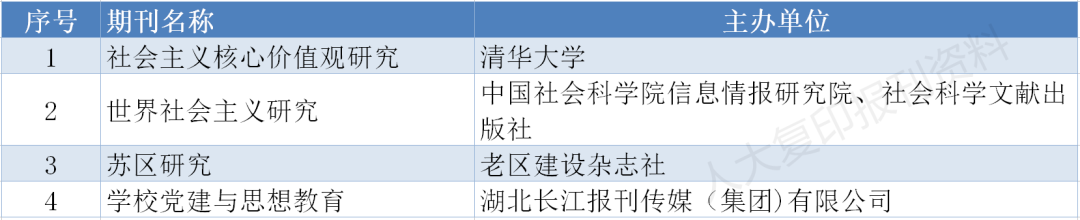 序号 期刊名称 主办单位
1 社会主义核心价值观研究 清华大学
2 世界社会主义研究 中国社会科学院信息情报研究院、社会科学文献出
版社
3 苏区研究 老区建设杂志社
4 学校党建与思想教育 湖北长江报刊传媒（集团)有限公司
人大复印报刊资料